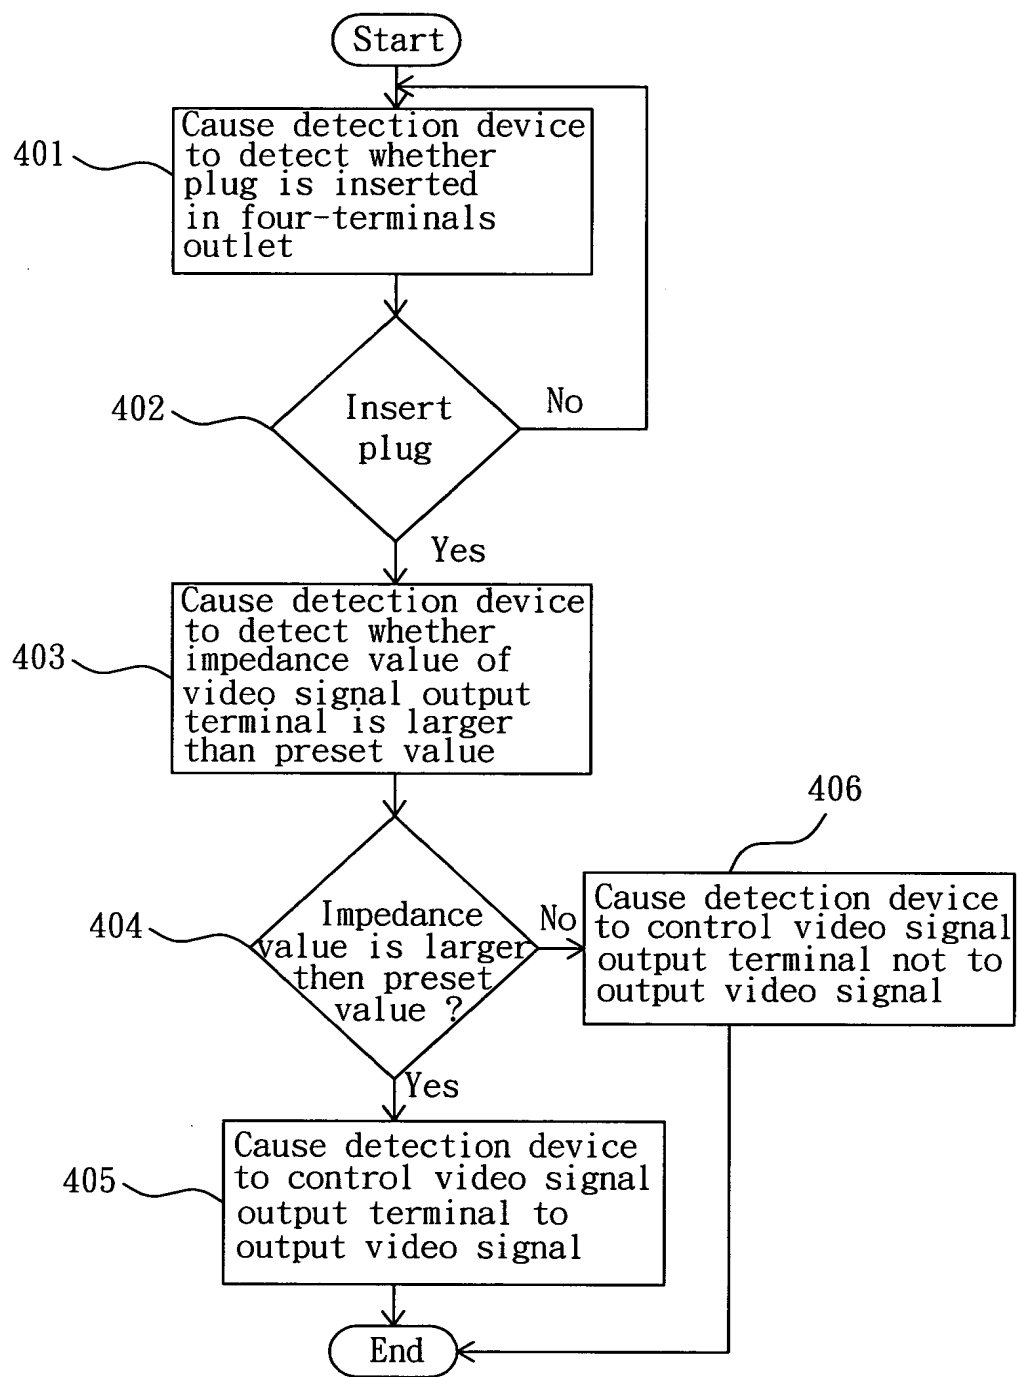 Start
401
Cause detection device
to detect whether
plug is inserted
in four-terminals
outlet
402
Insert
plug
No
Yes
403
Cause detection device
to detect whether
impedance value of
video signal output
terminal is larger
than preset value
404
Impedance
value is larger
then preset
value ?
No
406
Cause detection device
to control video signal
output terminal not to
output video signal
Yes
405
Cause detection device
to control video signal
output terminal to
output video signal
End